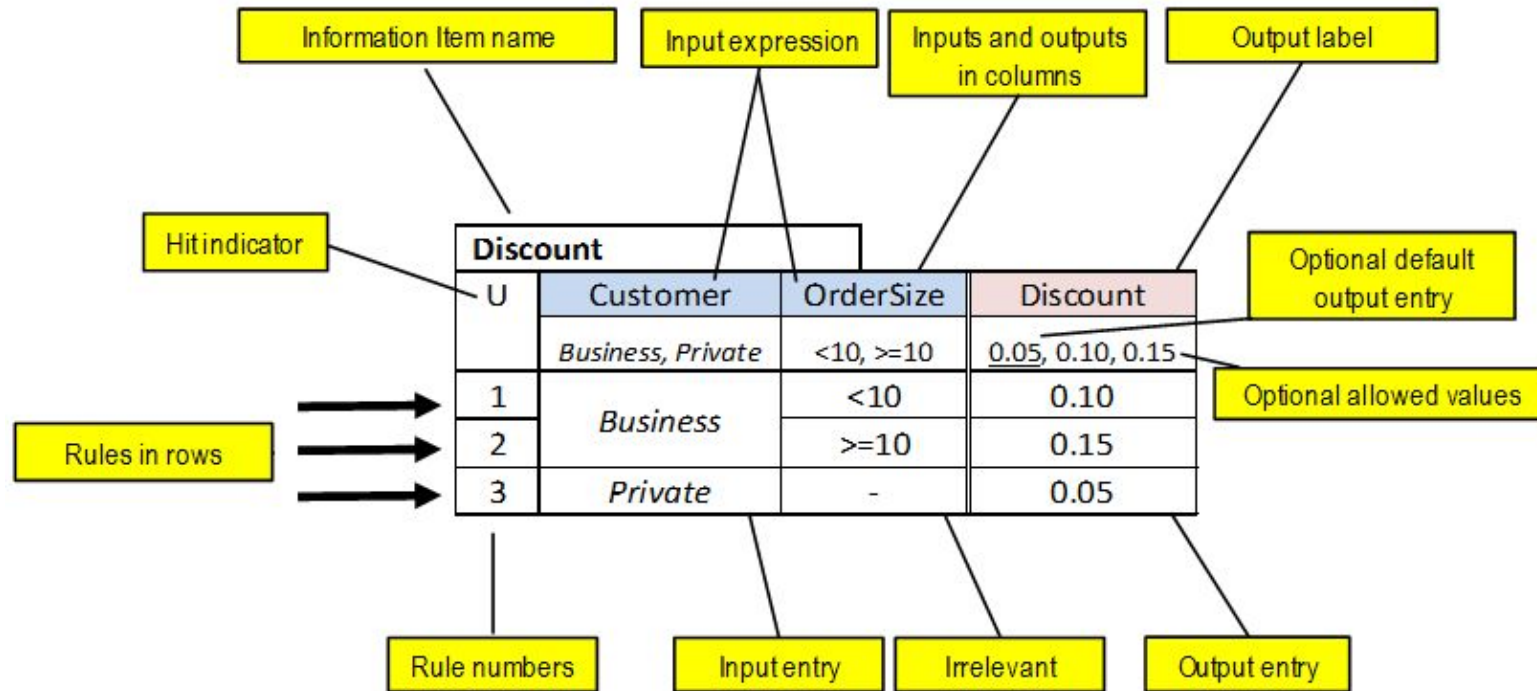 Information Item name
Input expression
Inputs and outputs
in columns
Output label
Hit indicator
Discount
Optional default
output entry
U Customer OrderSize Discount
Business, Private <10, >=10 0.05, 0.10, 0.15
Optional allowed values
1 Business <10 0.10
Rules in rows
2 >=10 0.15
3 Private - 0.05
Rule numbers
Input entry
Irrelevant
Output entry